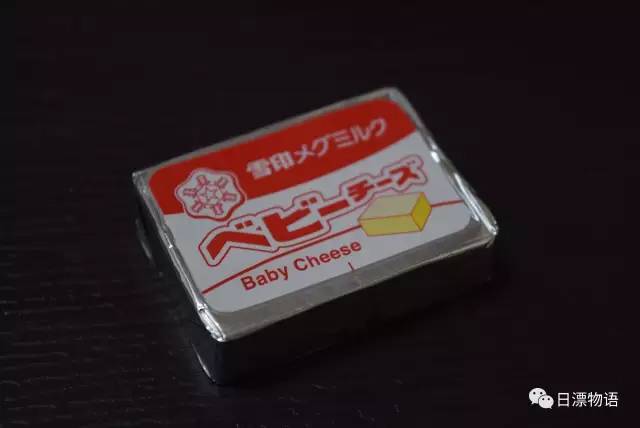 雪印メグミルク
ベビーチーズ
Baby Cheese
日漂物语